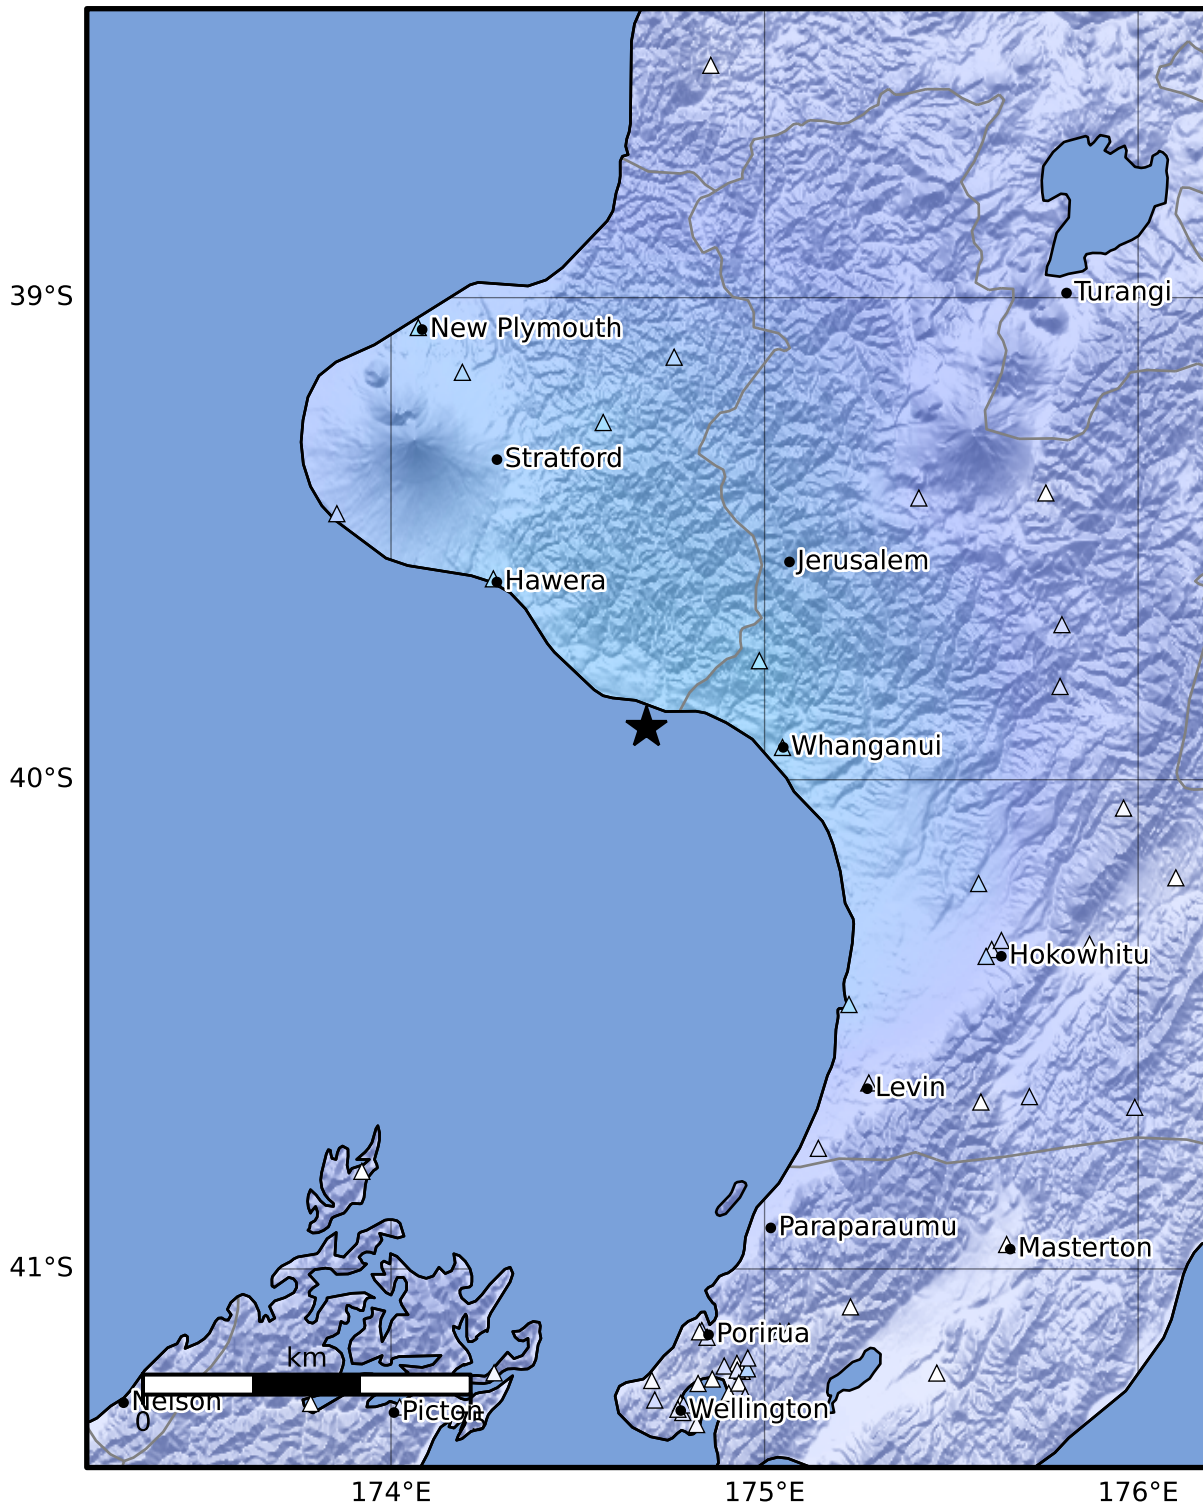 39°S
Turangi
New Plymouth
Stratford
Jerusalem
Hawera
Whanganui
40°S
Hokowhitu
Levin
Paraparaumu
Masterton
41°S
Porirua
km
Nelson
0
Picton
Wellington
174°E
175°E
176°E